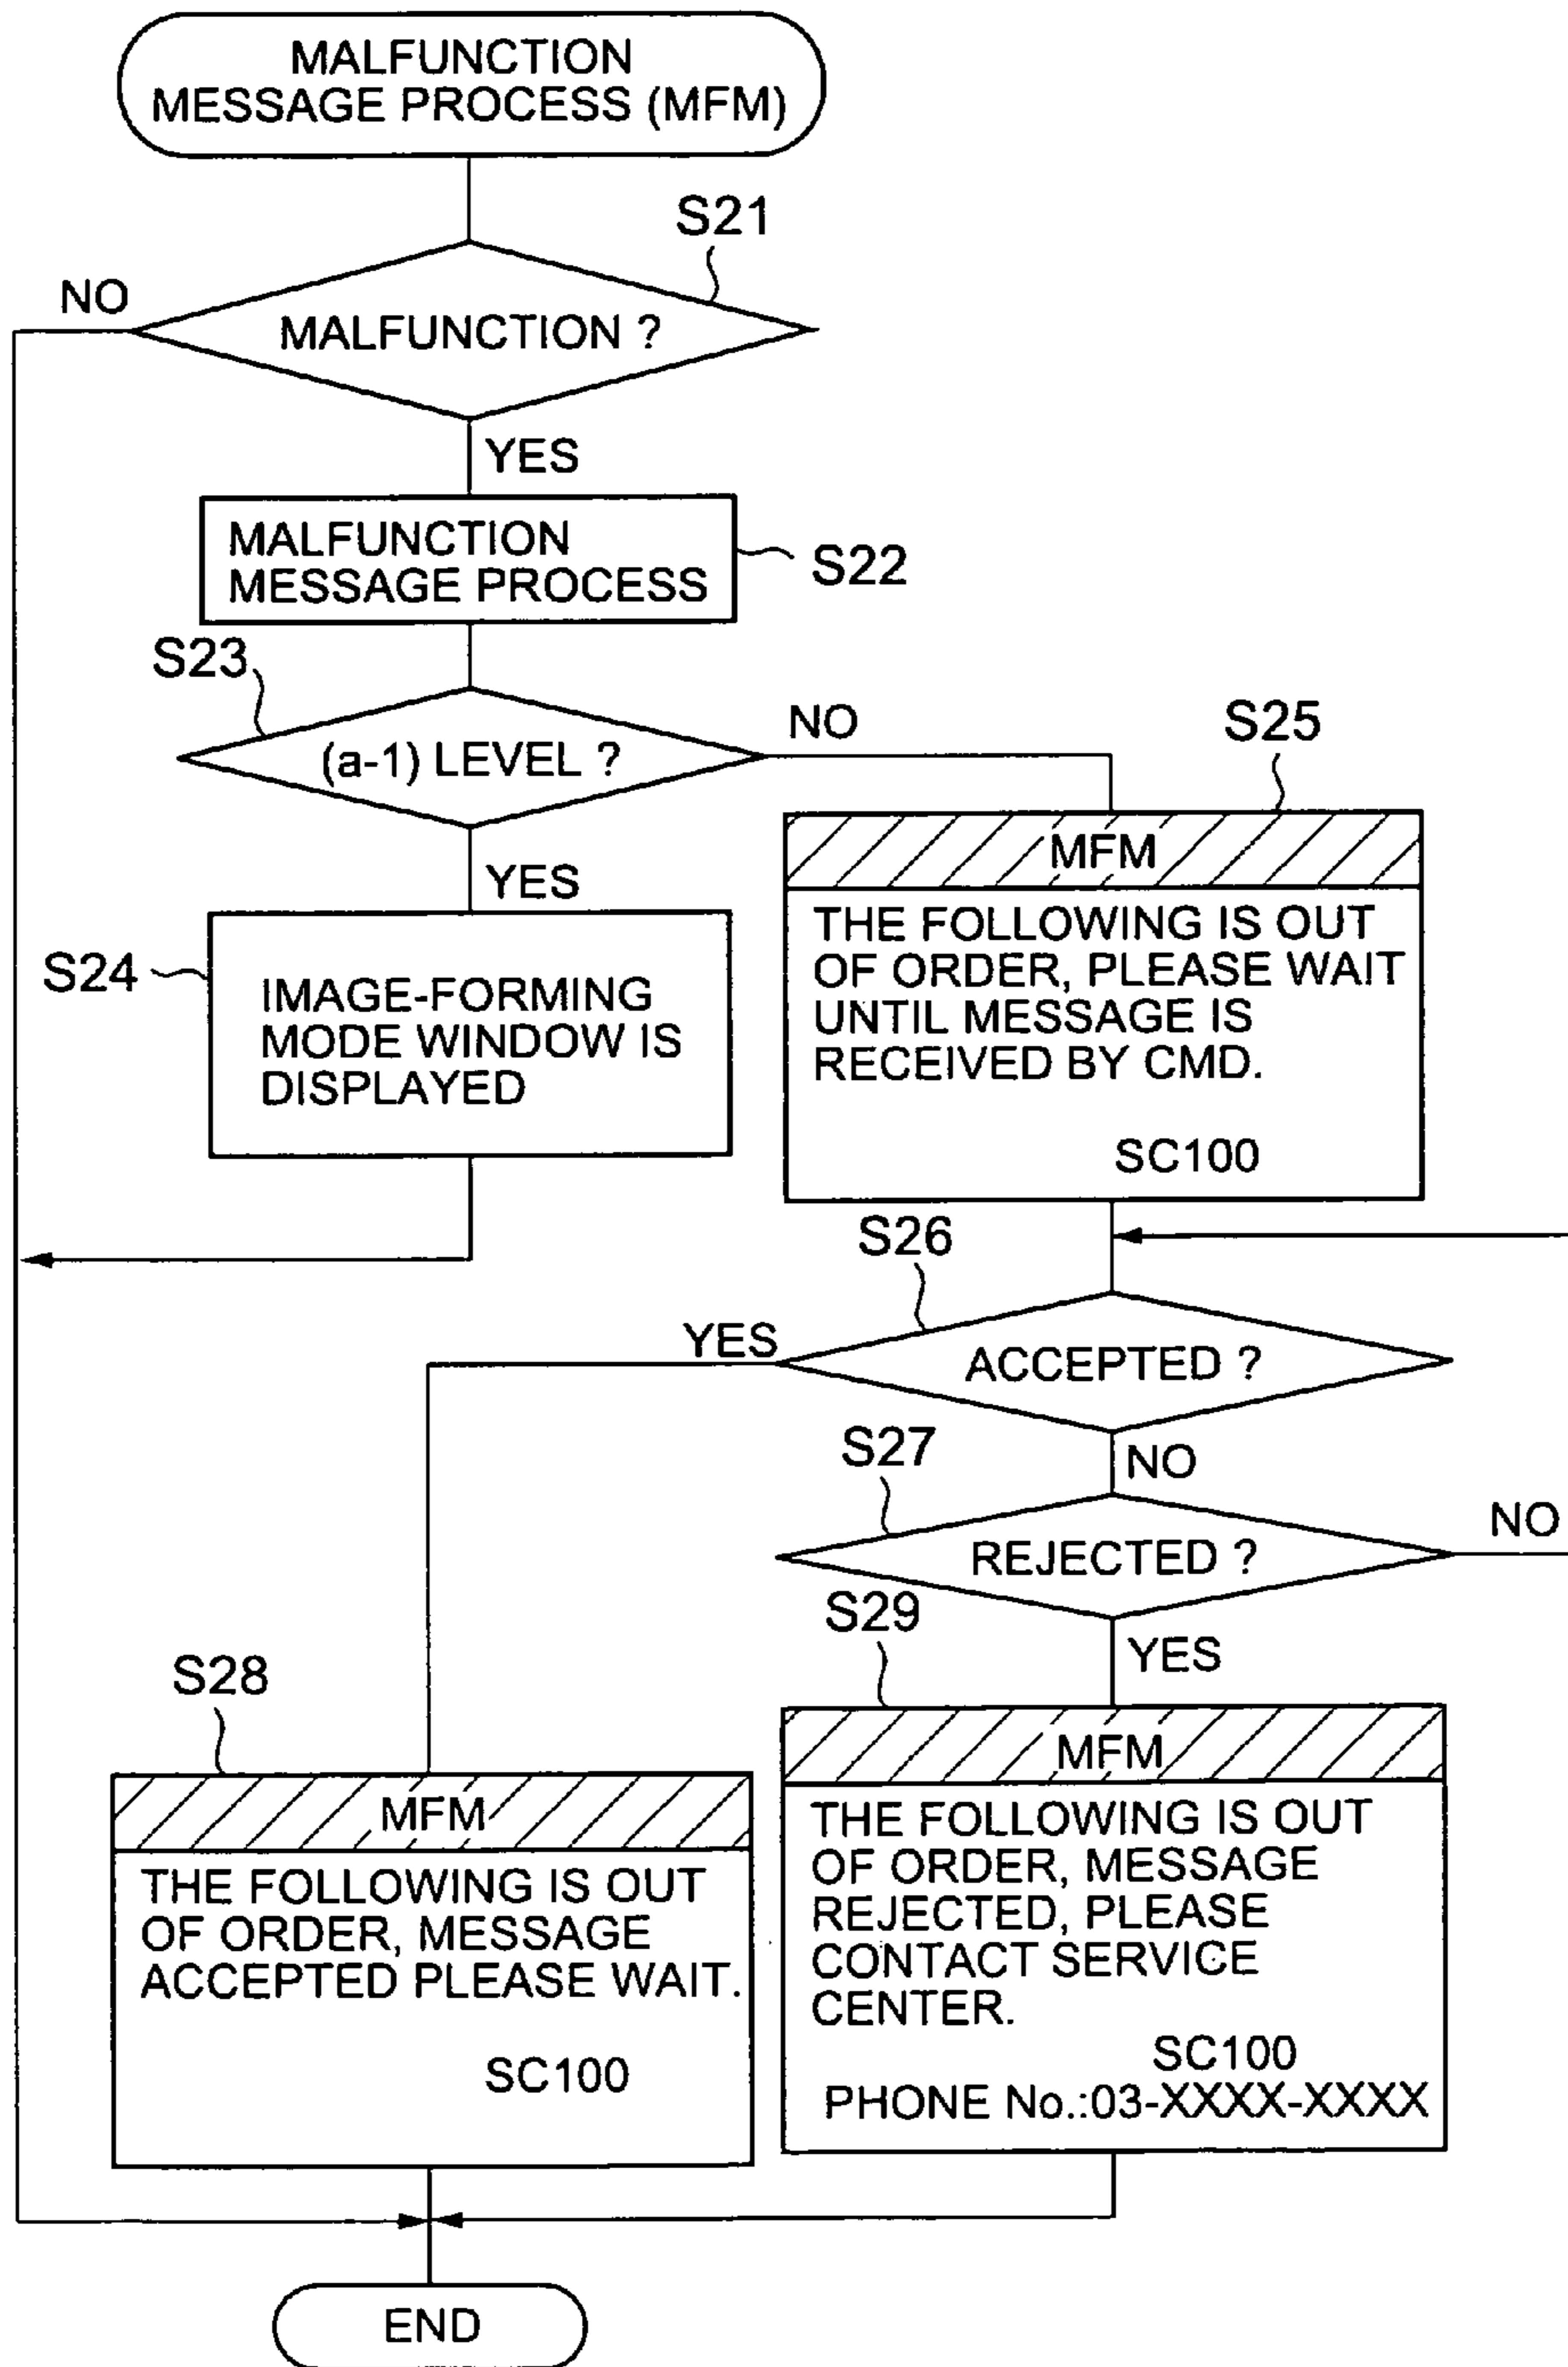 MALFUNCTION
MESSAGE PROCESS (MFM)
S21
NO
MALFUNCTION ?
YES
MALFUNCTION
MESSAGE PROCESS
S22
S23
(a-1) LEVEL ?
NO
YES
S25
MFM
THE FOLLOWING IS OUT
OF ORDER, PLEASE WAIT
UNTIL MESSAGE IS
RECEIVED BY CMD.
SC100
S24
IMAGE-FORMING
MODE WINDOW IS
DISPLAYED
S26
YES
ACCEPTED ?
NO
S27
REJECTED ?
NO
YES
S28
MFM
THE FOLLOWING IS OUT
OF ORDER, MESSAGE
ACCEPTED PLEASE WAIT.
SC100
S29
MFM
THE FOLLOWING IS OUT
OF ORDER, MESSAGE
REJECTED, PLEASE
CONTACT SERVICE
CENTER.
SC100
PHONE No.:03-XXXX-XXXX
END